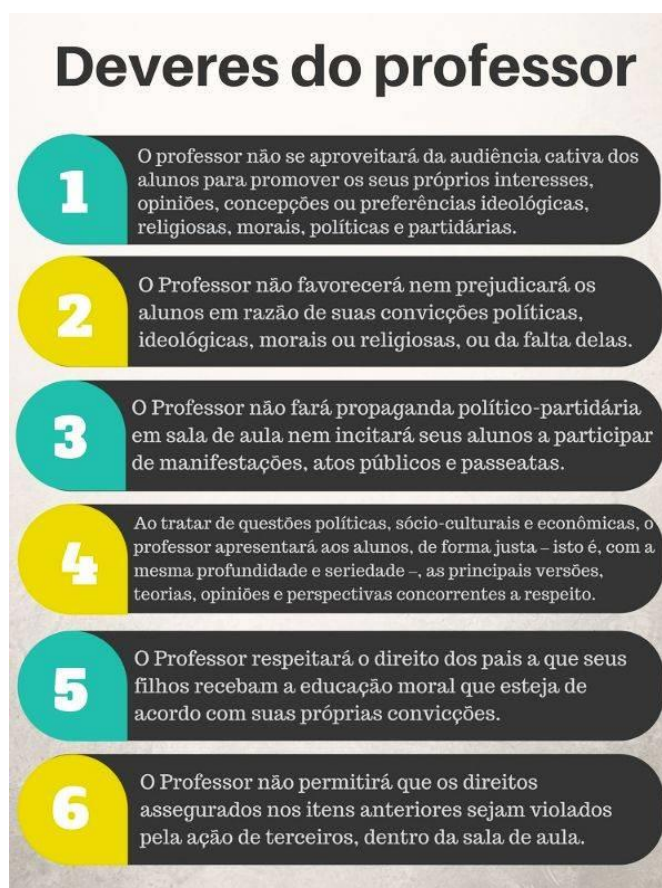 Deveres do professor
1
O professor não se aproveitará da audiência cativa dos
alunos para promover os seus próprios interesses,
opiniões, concepções ou preferências ideológicas,
religiosas, morais, políticas e partidárias.
2
O Professor não favorecerá nem prejudicará os
alunos em razão de suas convicções políticas,
ideológicas, morais ou religiosas, ou da falta delas.
3
O Professor não fará propaganda político-partidária
em sala de aula nem incitará seus alunos a participar
de manifestações, atos públicos e passeatas.
4
Ao tratar de questões políticas, sócio-culturais e econômicas, o
professor apresentará aos alunos, de forma justa – isto é, com a
mesma profundidade e seriedade –, as principais versões,
teorias, opiniões e perspectivas concorrentes a respeito.
5
O Professor respeitará o direito dos pais a que seus
filhos recebam a educação moral que esteja de
acordo com suas próprias convicções.
6
O Professor não permitirá que os direitos
assegurados nos itens anteriores sejam violados
pela ação de terceiros, dentro da sala de aula.